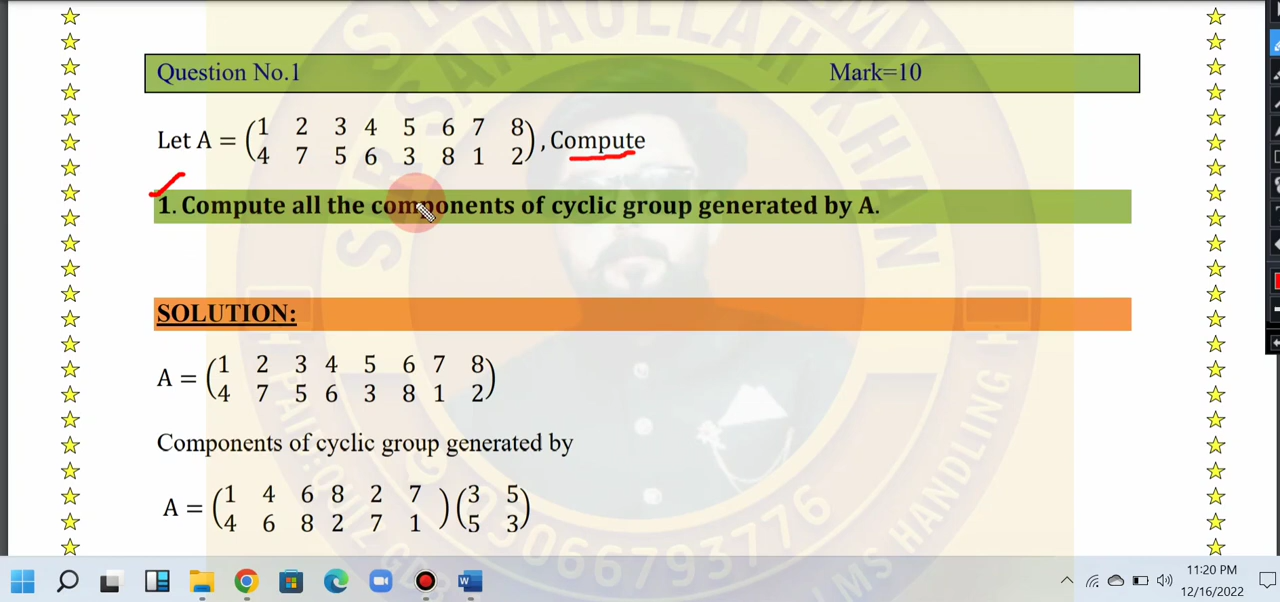 Question No.1 Mark=10
Let A = (1 2 3 4 5 6 7 8
4 7 5 6 3 8 1 2), Compute
1. Compute all the components of cyclic group generated by A.
SOLUTION:
A = (1 2 3 4 5 6 7 8
4 7 5 6 3 8 1 2)
Components of cyclic group generated by
A = (1 4 6 8 2 7)(3 5)
(4 6 8 2 7 1)(5 3)
SANAULLAH KHAN
HANDLING
03066793776
11:20 PM
12/16/2022